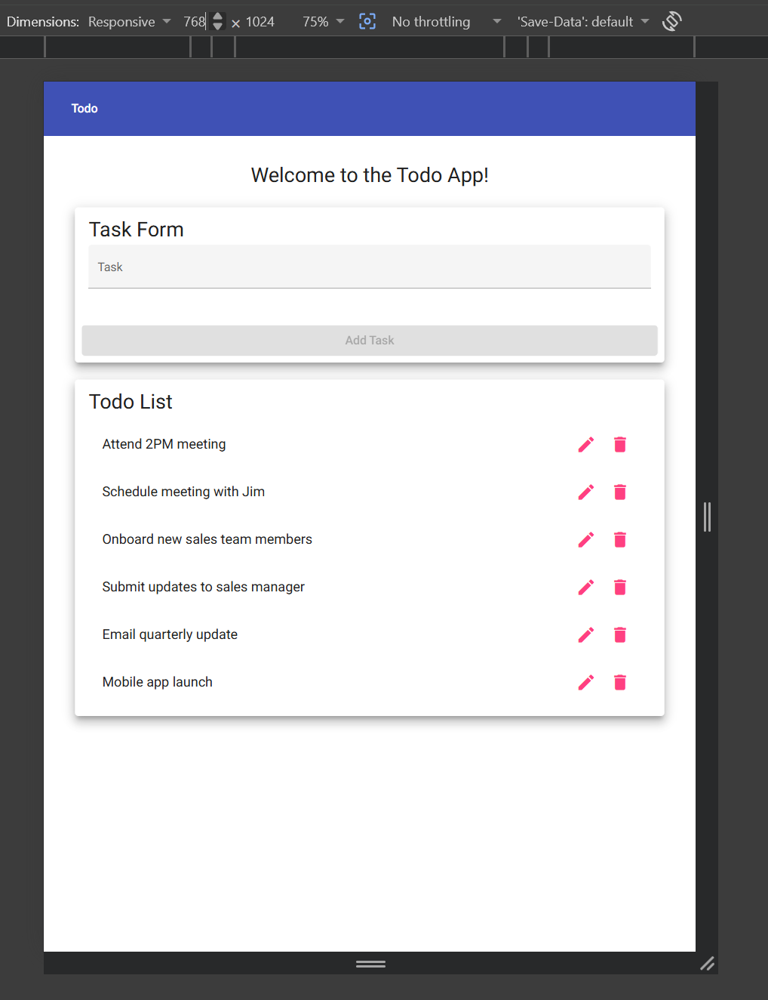 Dimensions: Responsive 768 × 1024 75% No throttling 'Save-Data': default
Todo
Welcome to the Todo App!
Task Form
Task
Add Task
Todo List
Attend 2PM meeting
Schedule meeting with Jim
Onboard new sales team members
Submit updates to sales manager
Email quarterly update
Mobile app launch